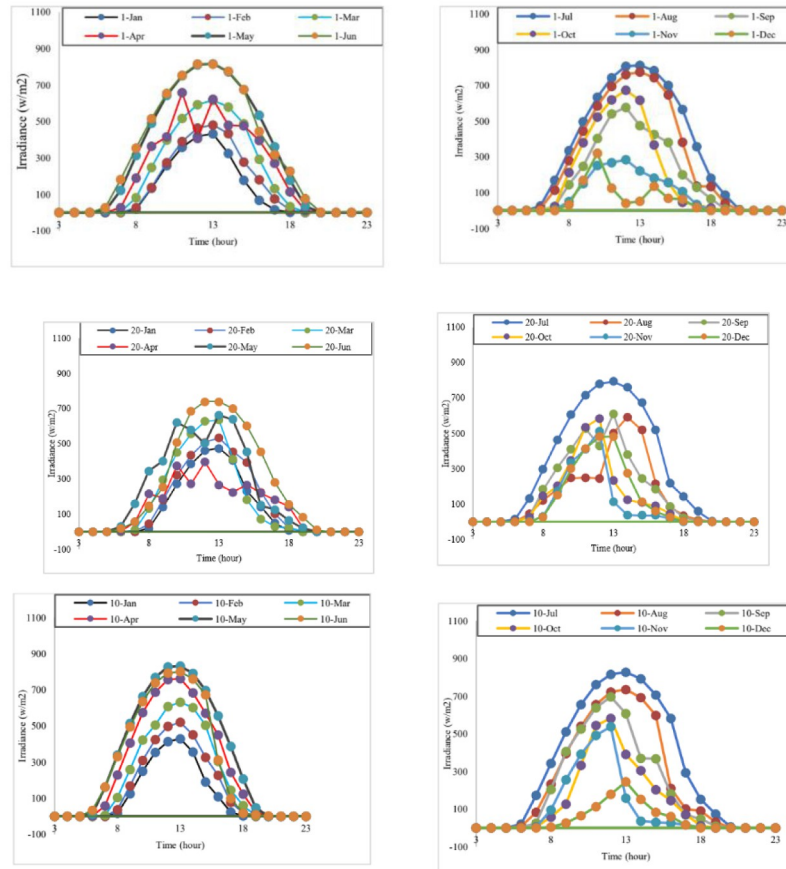 1100
1-Jan 1-Feb 1-Mar
1-Apr 1-May 1-Jun
900
700
500
300
100
-100
3 8 13 18 23
Irradiance (w/m2)
Time (hour)
1100
1-Jul 1-Aug 1-Sep
1-Oct 1-Nov 1-Dec
900
700
500
300
100
-100
3 8 13 18 23
Irradiance (w/m2)
Time (hour)
20-Jan 20-Feb 20-Mar
20-Apr 20-May 20-Jun
1100
900
700
500
300
100
-100
3 8 13 18 23
Irradiance (w/m2)
Time (hour)
20-Jul 20-Aug 20-Sep
20-Oct 20-Nov 20-Dec
1100
900
700
500
300
100
-100
3 8 13 18 23
Irradiance (w/m2)
Time (hour)
10-Jan 10-Feb 10-Mar
10-Apr 10-May 10-Jun
1100
900
700
500
300
100
-100
3 8 13 18 23
Irradiance (w/m2)
Time (hour)
10-Jul 10-Aug 10-Sep
10-Oct 10-Nov 10-Dec
1100
900
700
500
300
100
-100
3 8 13 18 23
Irradiance (w/m2)
Time (hour)